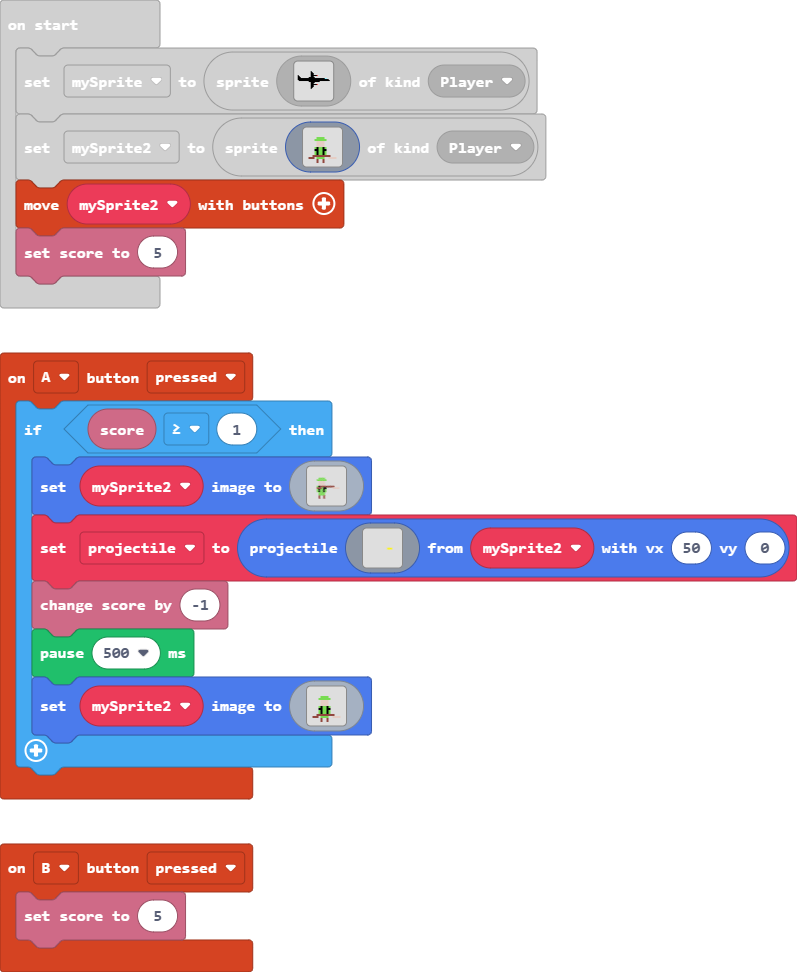 on start
set mySprite to sprite of kind Player
set mySprite2 to sprite of kind Player
move mySprite2 with buttons
set score to 5
on A button pressed
if score ≥ 1 then
set mySprite2 image to
set projectile to projectile from mySprite2 with vx 50 vy 0
change score by -1
pause 500 ms
set mySprite2 image to
on B button pressed
set score to 5